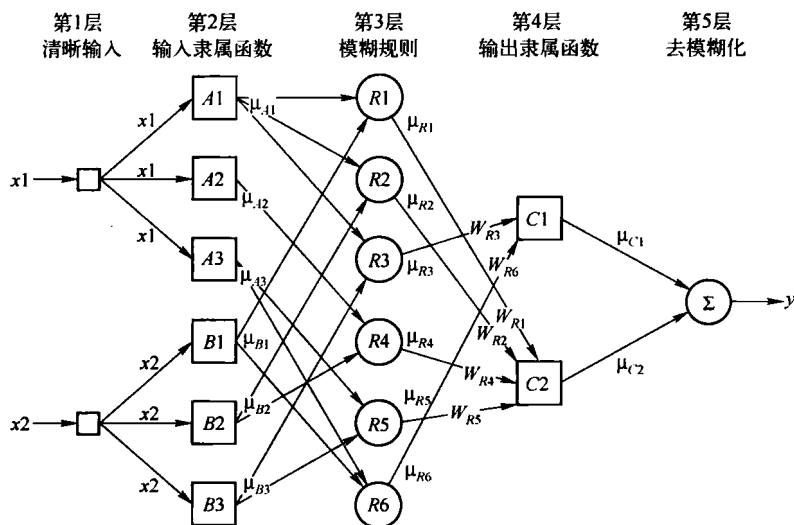 第1层 第2层 第3层 第4层 第5层
清晰输入 输入隶属函数 模糊规则 输出隶属函数 去模糊化
A1 μA1 R1 μR1
x1
x1 x1 A2 μA2 R2 μR2
C1 WR3 WR6 μC1
x1 A3 μA3 R3 μR3
Σ y
B1 μB1 R4 μR4 WR1 WR2
x2
C2 WR4 μC2
x2 x2 B2 μB2 R5 μR5 WR5
x2 B3 μB3 R6 μR6